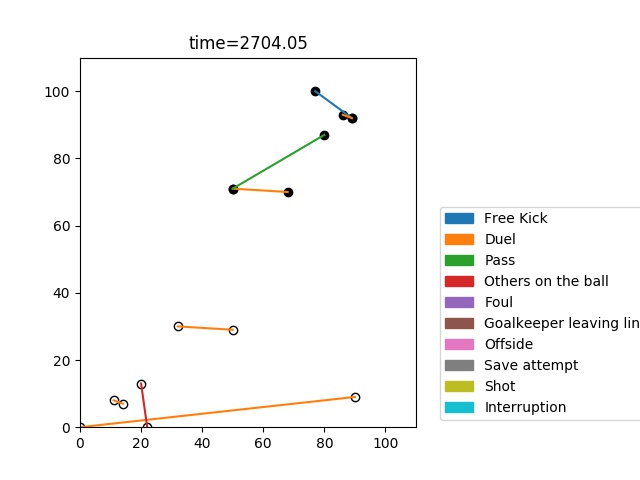 time=2704.05
100
80
60
40
20
0
0 20 40 60 80 100
Free Kick
Duel
Pass
Others on the ball
Foul
Goalkeeper leaving lin
Offside
Save attempt
Shot
Interruption